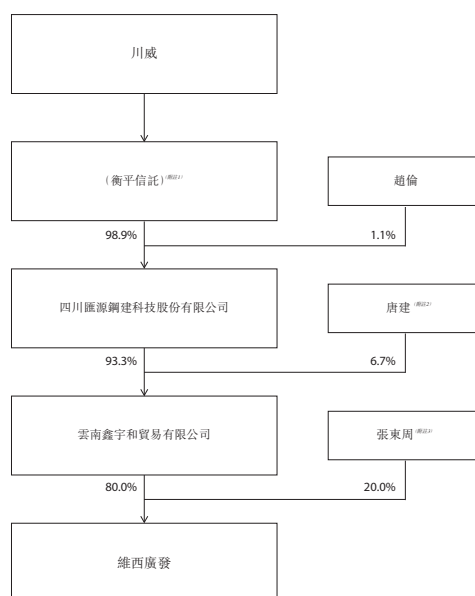 川威
(衡平信託)(附註1)
趙倫
98.9%
1.1%
四川匯源鋼建科技股份有限公司
唐建(附註2)
93.3%
6.7%
雲南鑫宇和貿易有限公司
張東周(附註3)
80.0%
20.0%
維西廣發